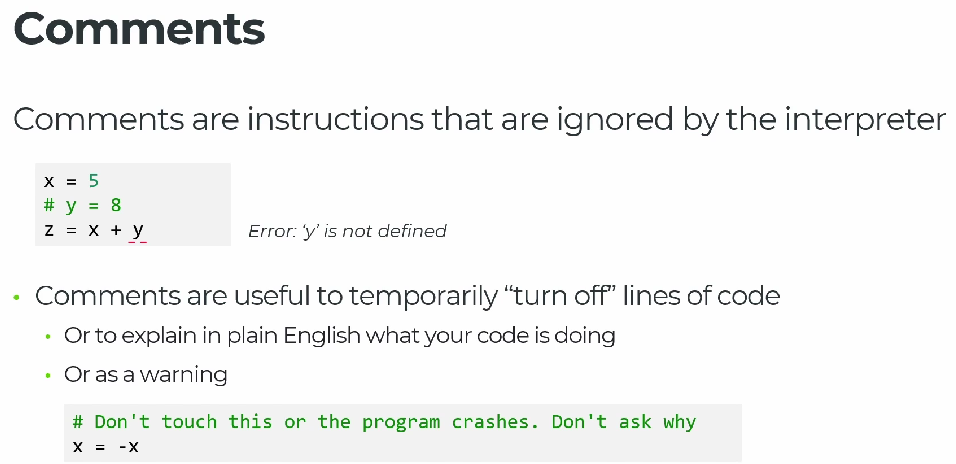 Comments
Comments are instructions that are ignored by the interpreter
x = 5
# y = 8
z = x + y
Error: ‘y’ is not defined
• Comments are useful to temporarily “turn off” lines of code
• Or to explain in plain English what your code is doing
• Or as a warning
# Don't touch this or the program crashes. Don't ask why
x = -x